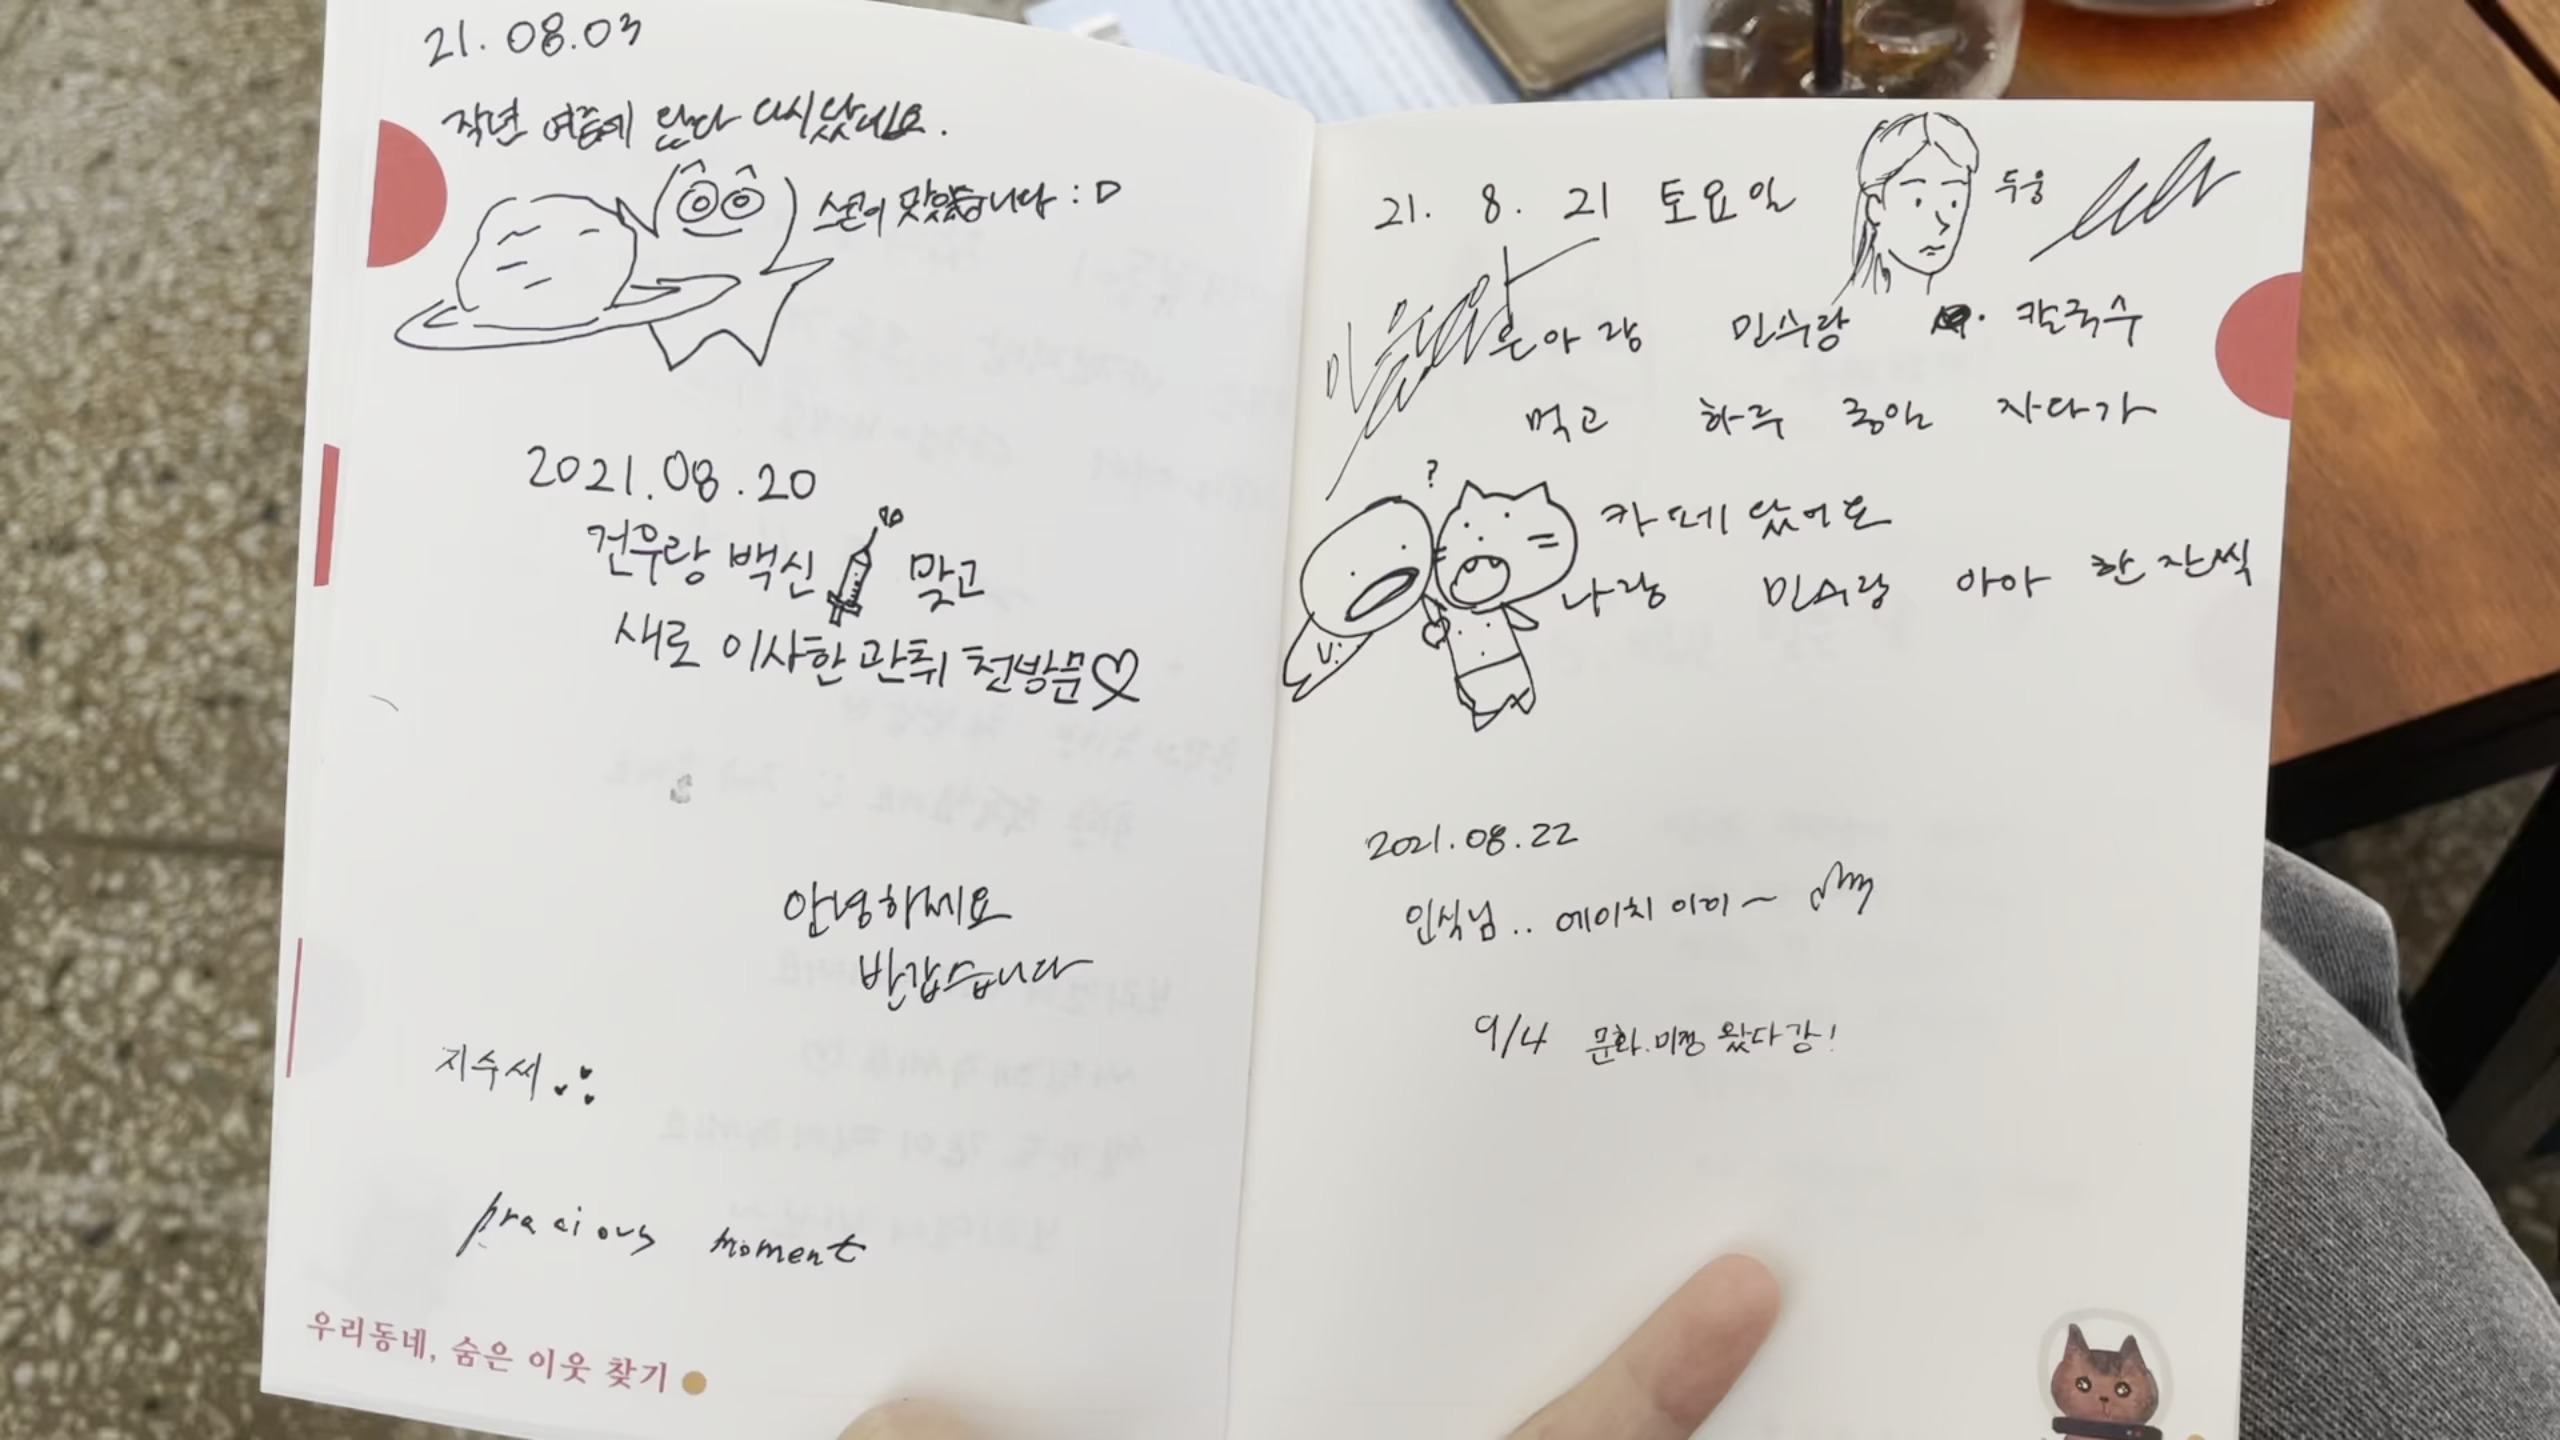 21. 08.03
작년 여름에 왔다 다시왔네요.
스콘이 맛있습니다 : D
2021.08.20
건우랑 백신 맞고
새로 이사한 관취 첫방문♡
안녕하쎄요
반갑습니다
지수씨
precious moment
우리동네, 숨은 이웃 찾기
21. 8. 21 토요일
두웅
은아랑 민수랑 칼국수
먹고 하루 종일 자다가
?
카페 왔어요
나랑 민수랑 아아 한 잔씩
2021.08.22
인식님.. 에이치 이이~
9/4 문화.미정 왔다감!